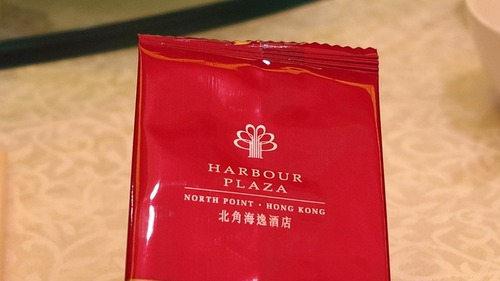 HARBOUR
PLAZA
NORTH POINT · HONG KONG
北角海逸酒店